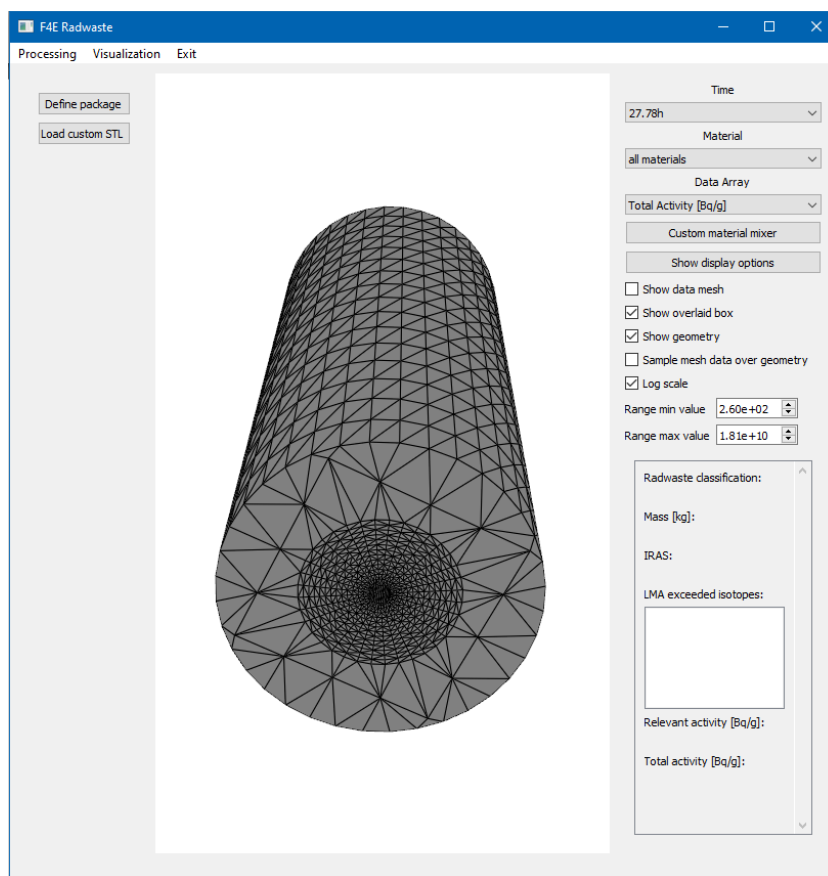 F4E Radwaste
Processing Visualization Exit
Define package
Load custom STL
Time
27.78h
Material
all materials
Data Array
Total Activity [Bq/g]
Custom material mixer
Show display options
Show data mesh
Show overlaid box
Show geometry
Sample mesh data over geometry
Log scale
Range min value 2.60e+02
Range max value 1.81e+10
Radwaste classification:
Mass [kg]:
IRAS:
LMA exceeded isotopes:
Relevant activity [Bq/g]:
Total activity [Bq/g]: